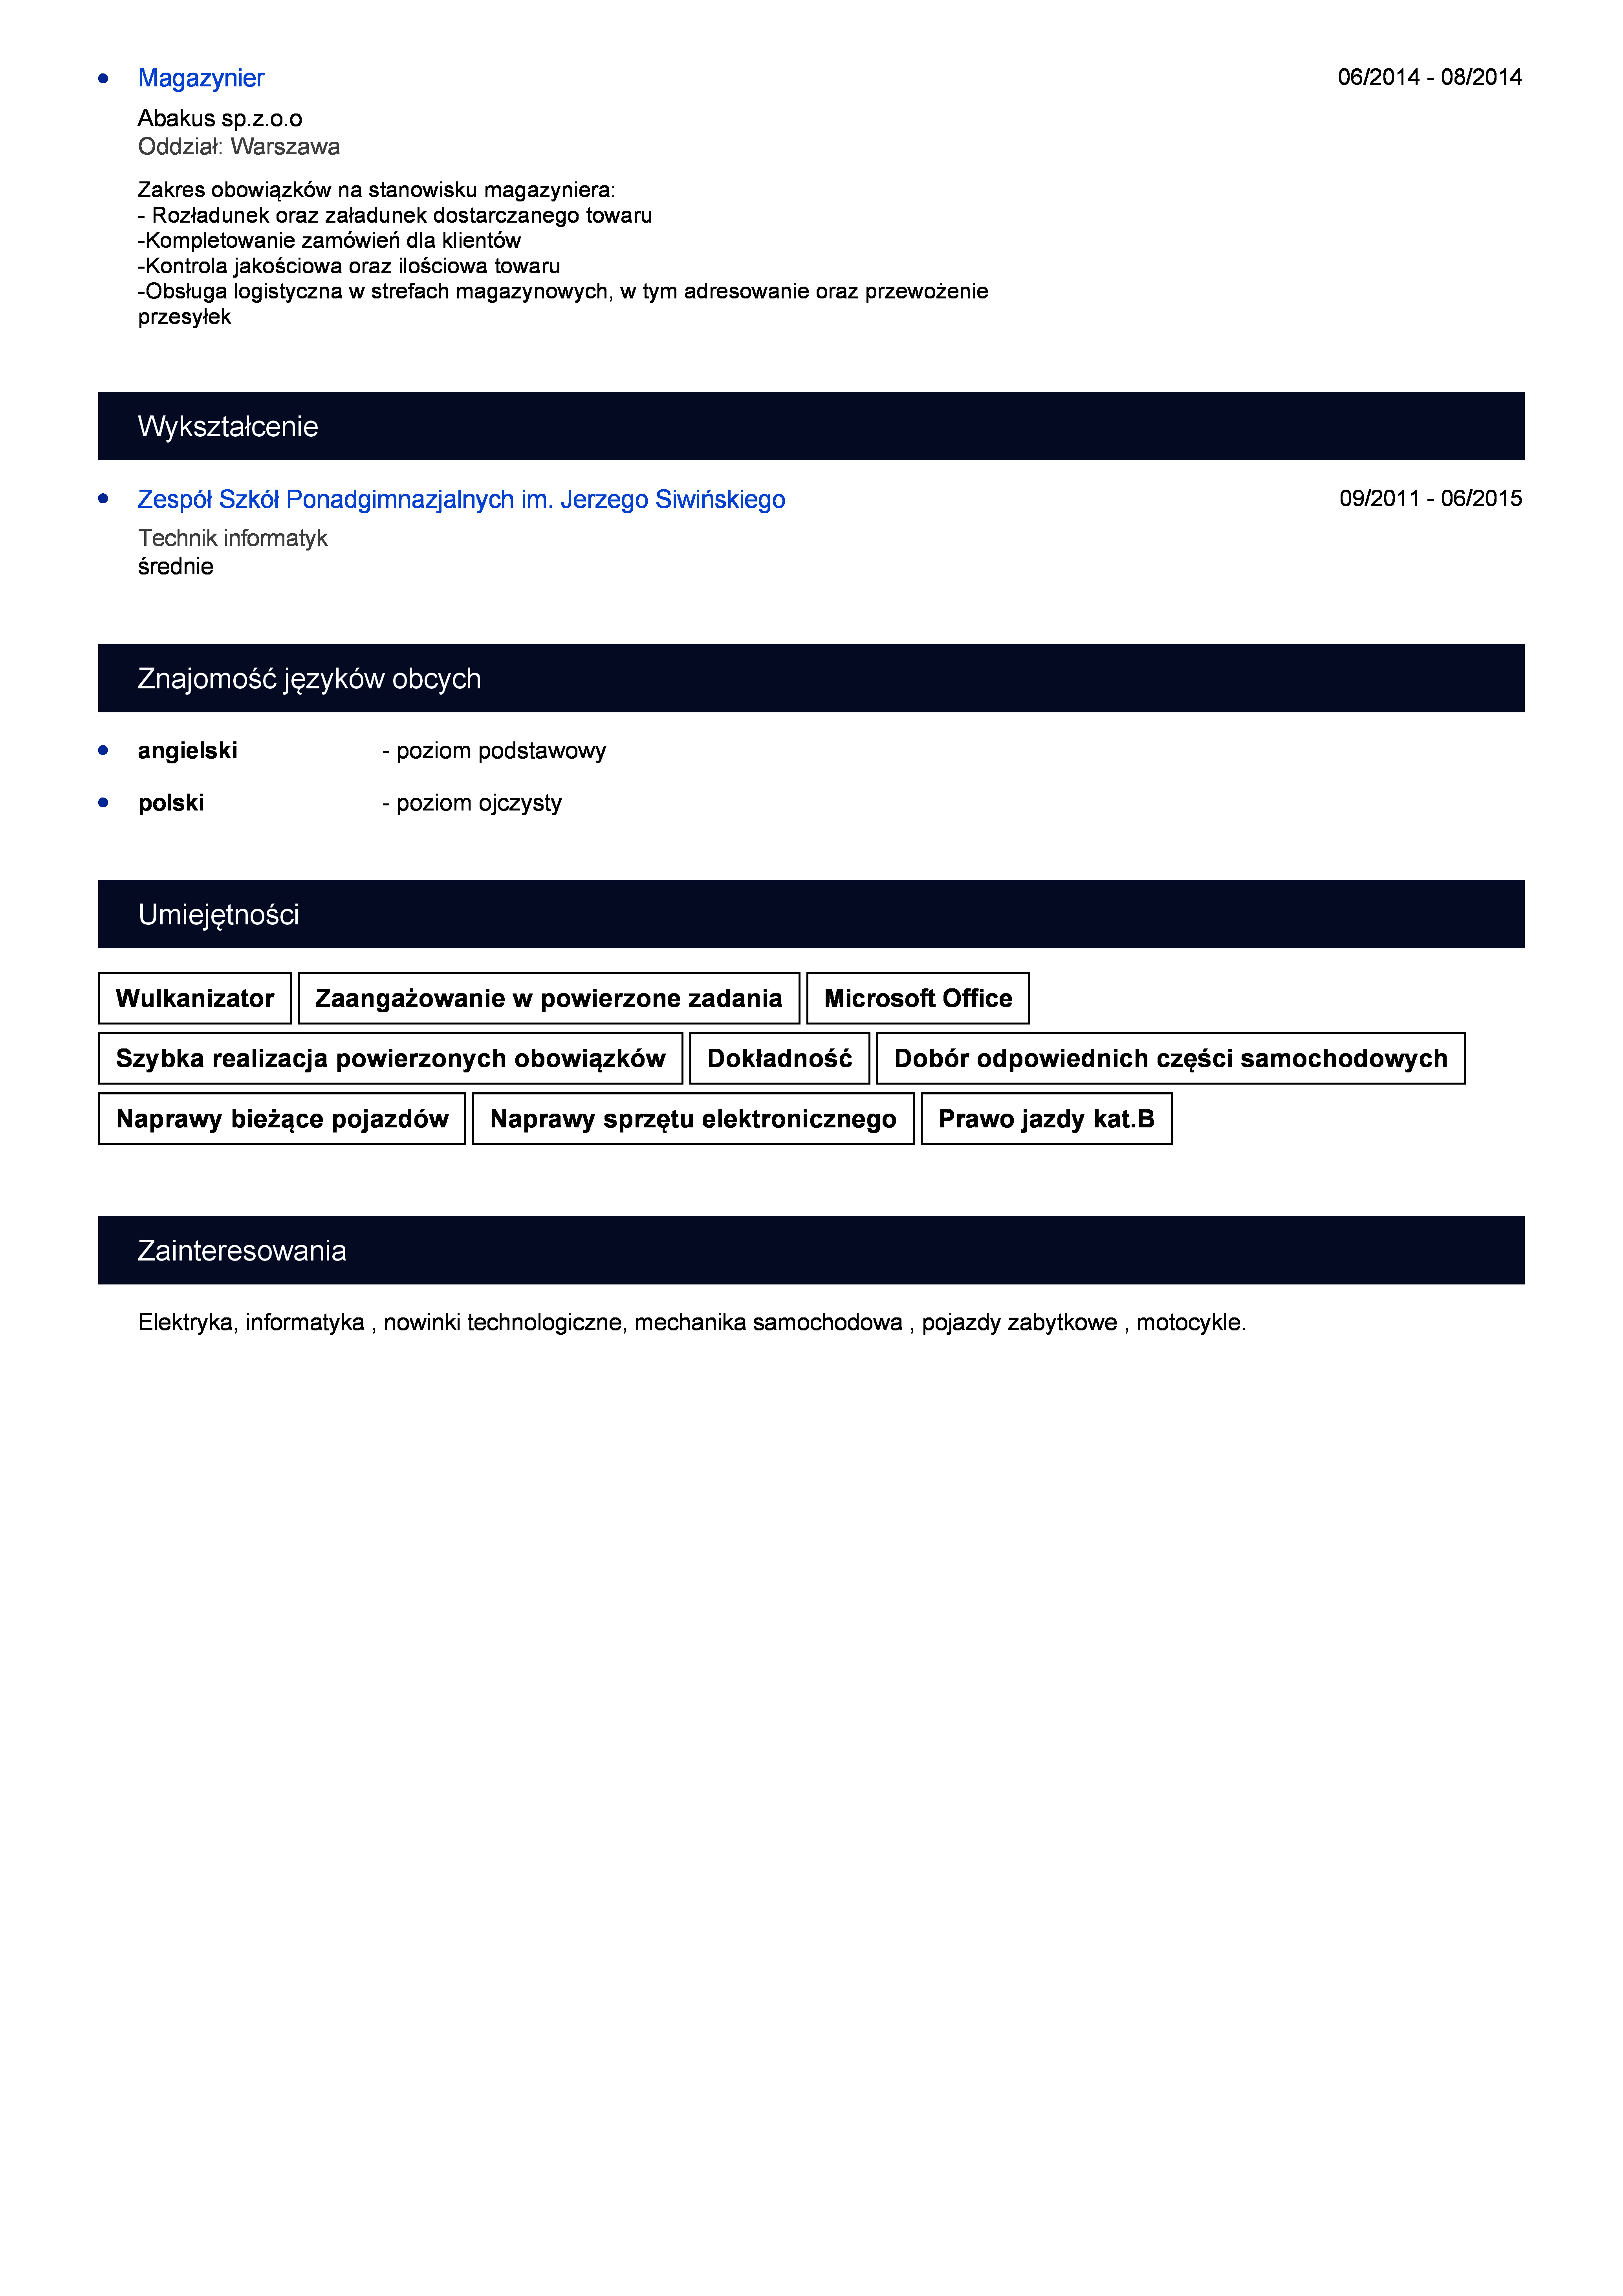 Magazynier 06/2014 - 08/2014
Abakus sp.z.o.o
Oddział: Warszawa
Zakres obowiązków na stanowisku magazyniera:
- Rozładunek oraz załadunek dostarczanego towaru
-Kompletowanie zamówień dla klientów
-Kontrola jakościowa oraz ilościowa towaru
-Obsługa logistyczna w strefach magazynowych, w tym adresowanie oraz przewożenie
przesyłek
Wykształcenie
Zespół Szkół Ponadgimnazjalnych im. Jerzego Siwińskiego 09/2011 - 06/2015
Technik informatyk
średnie
Znajomość języków obcych
angielski - poziom podstawowy
polski - poziom ojczysty
Umiejętności
Wulkanizator Zaangażowanie w powierzone zadania Microsoft Office
Szybka realizacja powierzonych obowiązków Dokładność Dobór odpowiednich części samochodowych
Naprawy bieżące pojazdów Naprawy sprzętu elektronicznego Prawo jazdy kat.B
Zainteresowania
Elektryka, informatyka , nowinki technologiczne, mechanika samochodowa , pojazdy zabytkowe , motocykle.